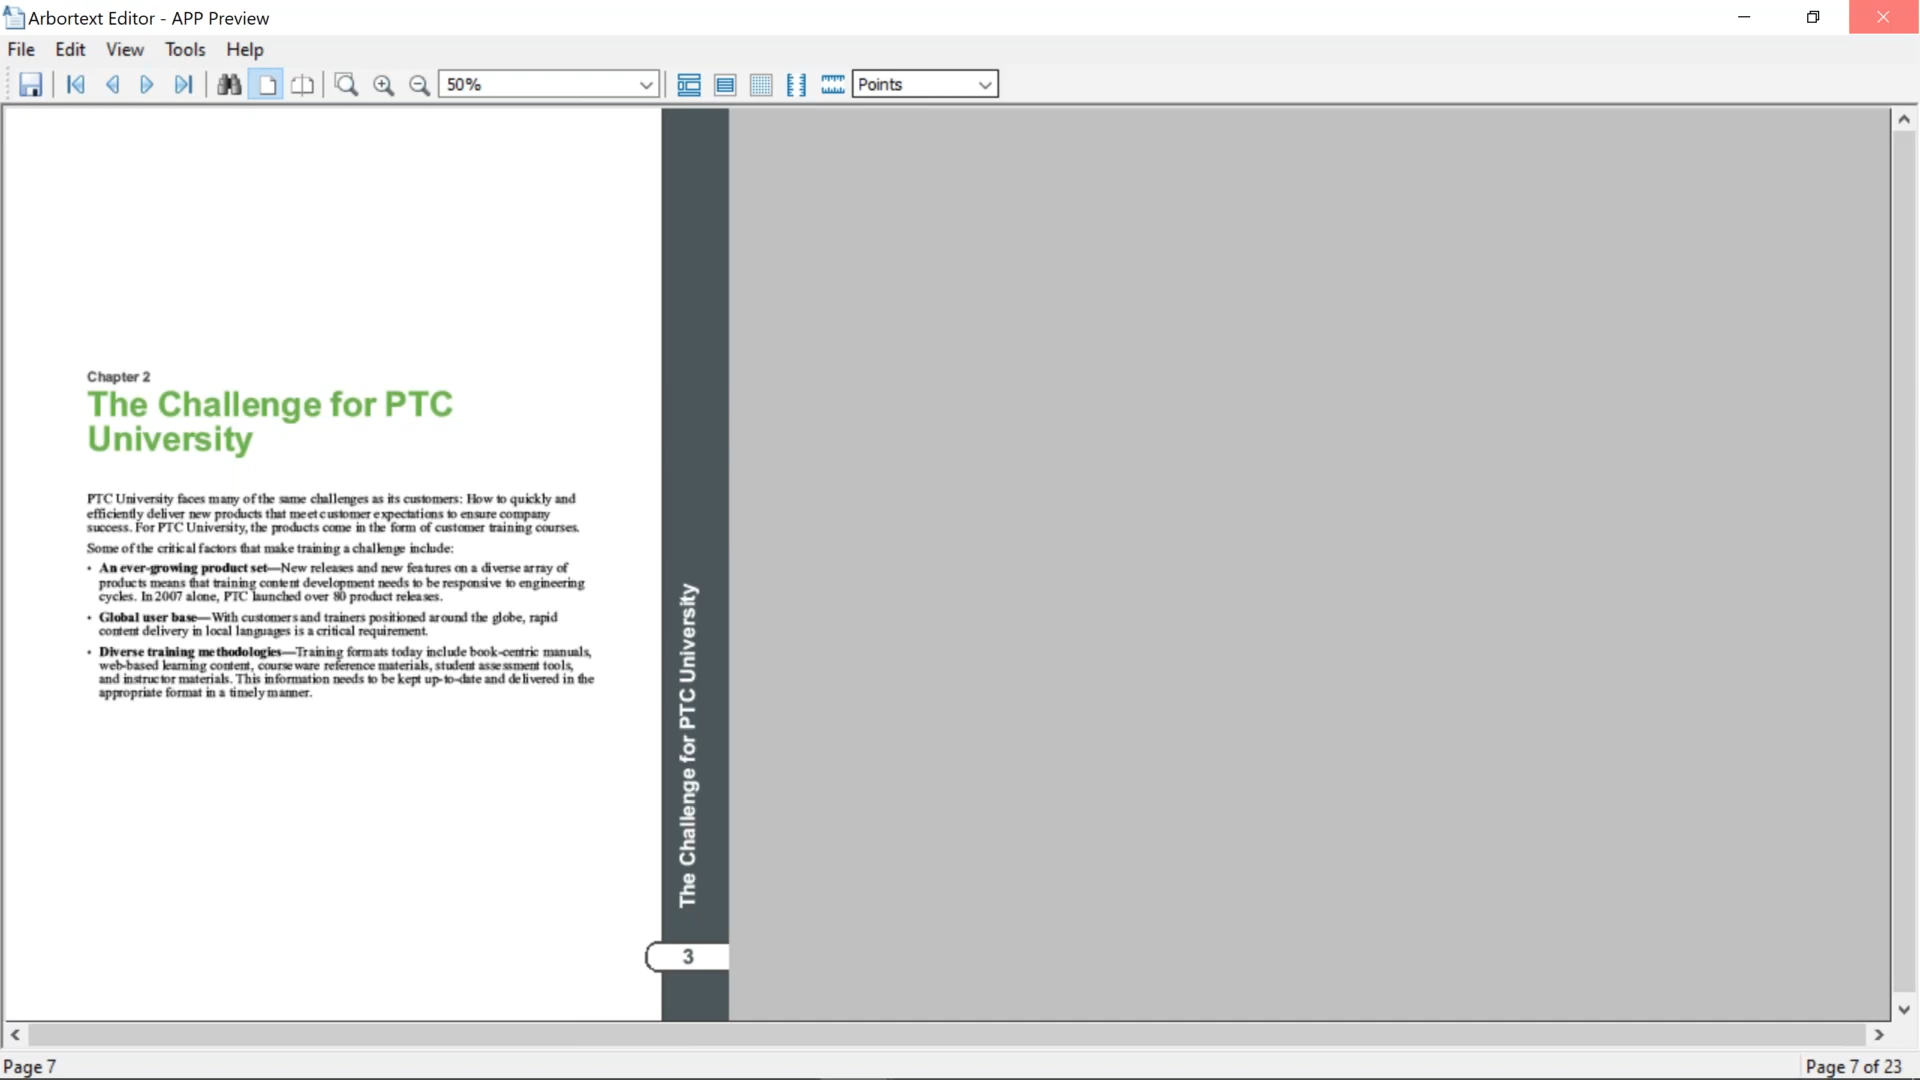 Arbortext Editor - APP Preview
File Edit View Tools Help
50% Points
Chapter 2
The Challenge for PTC
University
PTC University faces many of the same challenges as its customers: How to quickly and
efficiently deliver new products that meet customer expectations to ensure company
success. For PTC University, the products come in the form of customer training courses.
Some of the critical factors that make training a challenge include:
• An ever-growing product set—New releases and new features on a diverse array of
products means that training content development needs to be responsive to engineering
cycles. In 2007 alone, PTC launched over 80 product releases.
• Global user base—With customers and trainers positioned around the globe, rapid
content delivery in local languages is a critical requirement.
• Diverse training methodologies—Training formats today include book-centric manuals,
web-based learning content, courseware reference materials, student assessment tools,
and instructor materials. This information needs to be kept up-to-date and delivered in the
appropriate format in a timely manner.
The Challenge for PTC University
3
Page 7
Page 7 of 23